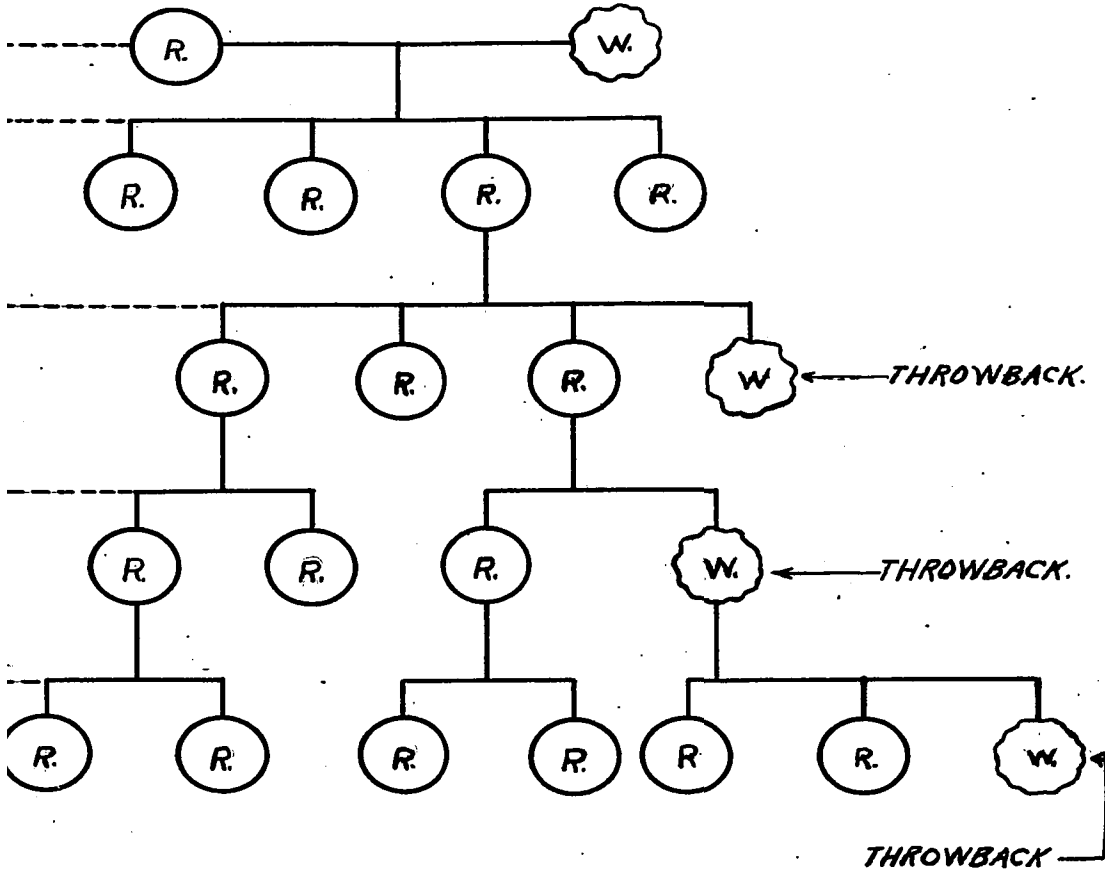 R. W.
R. R. R. R.
R. R. R. W THROWBACK.
R. R. R. W. THROWBACK.
R. R. R. R. R R. W.
THROWBACK